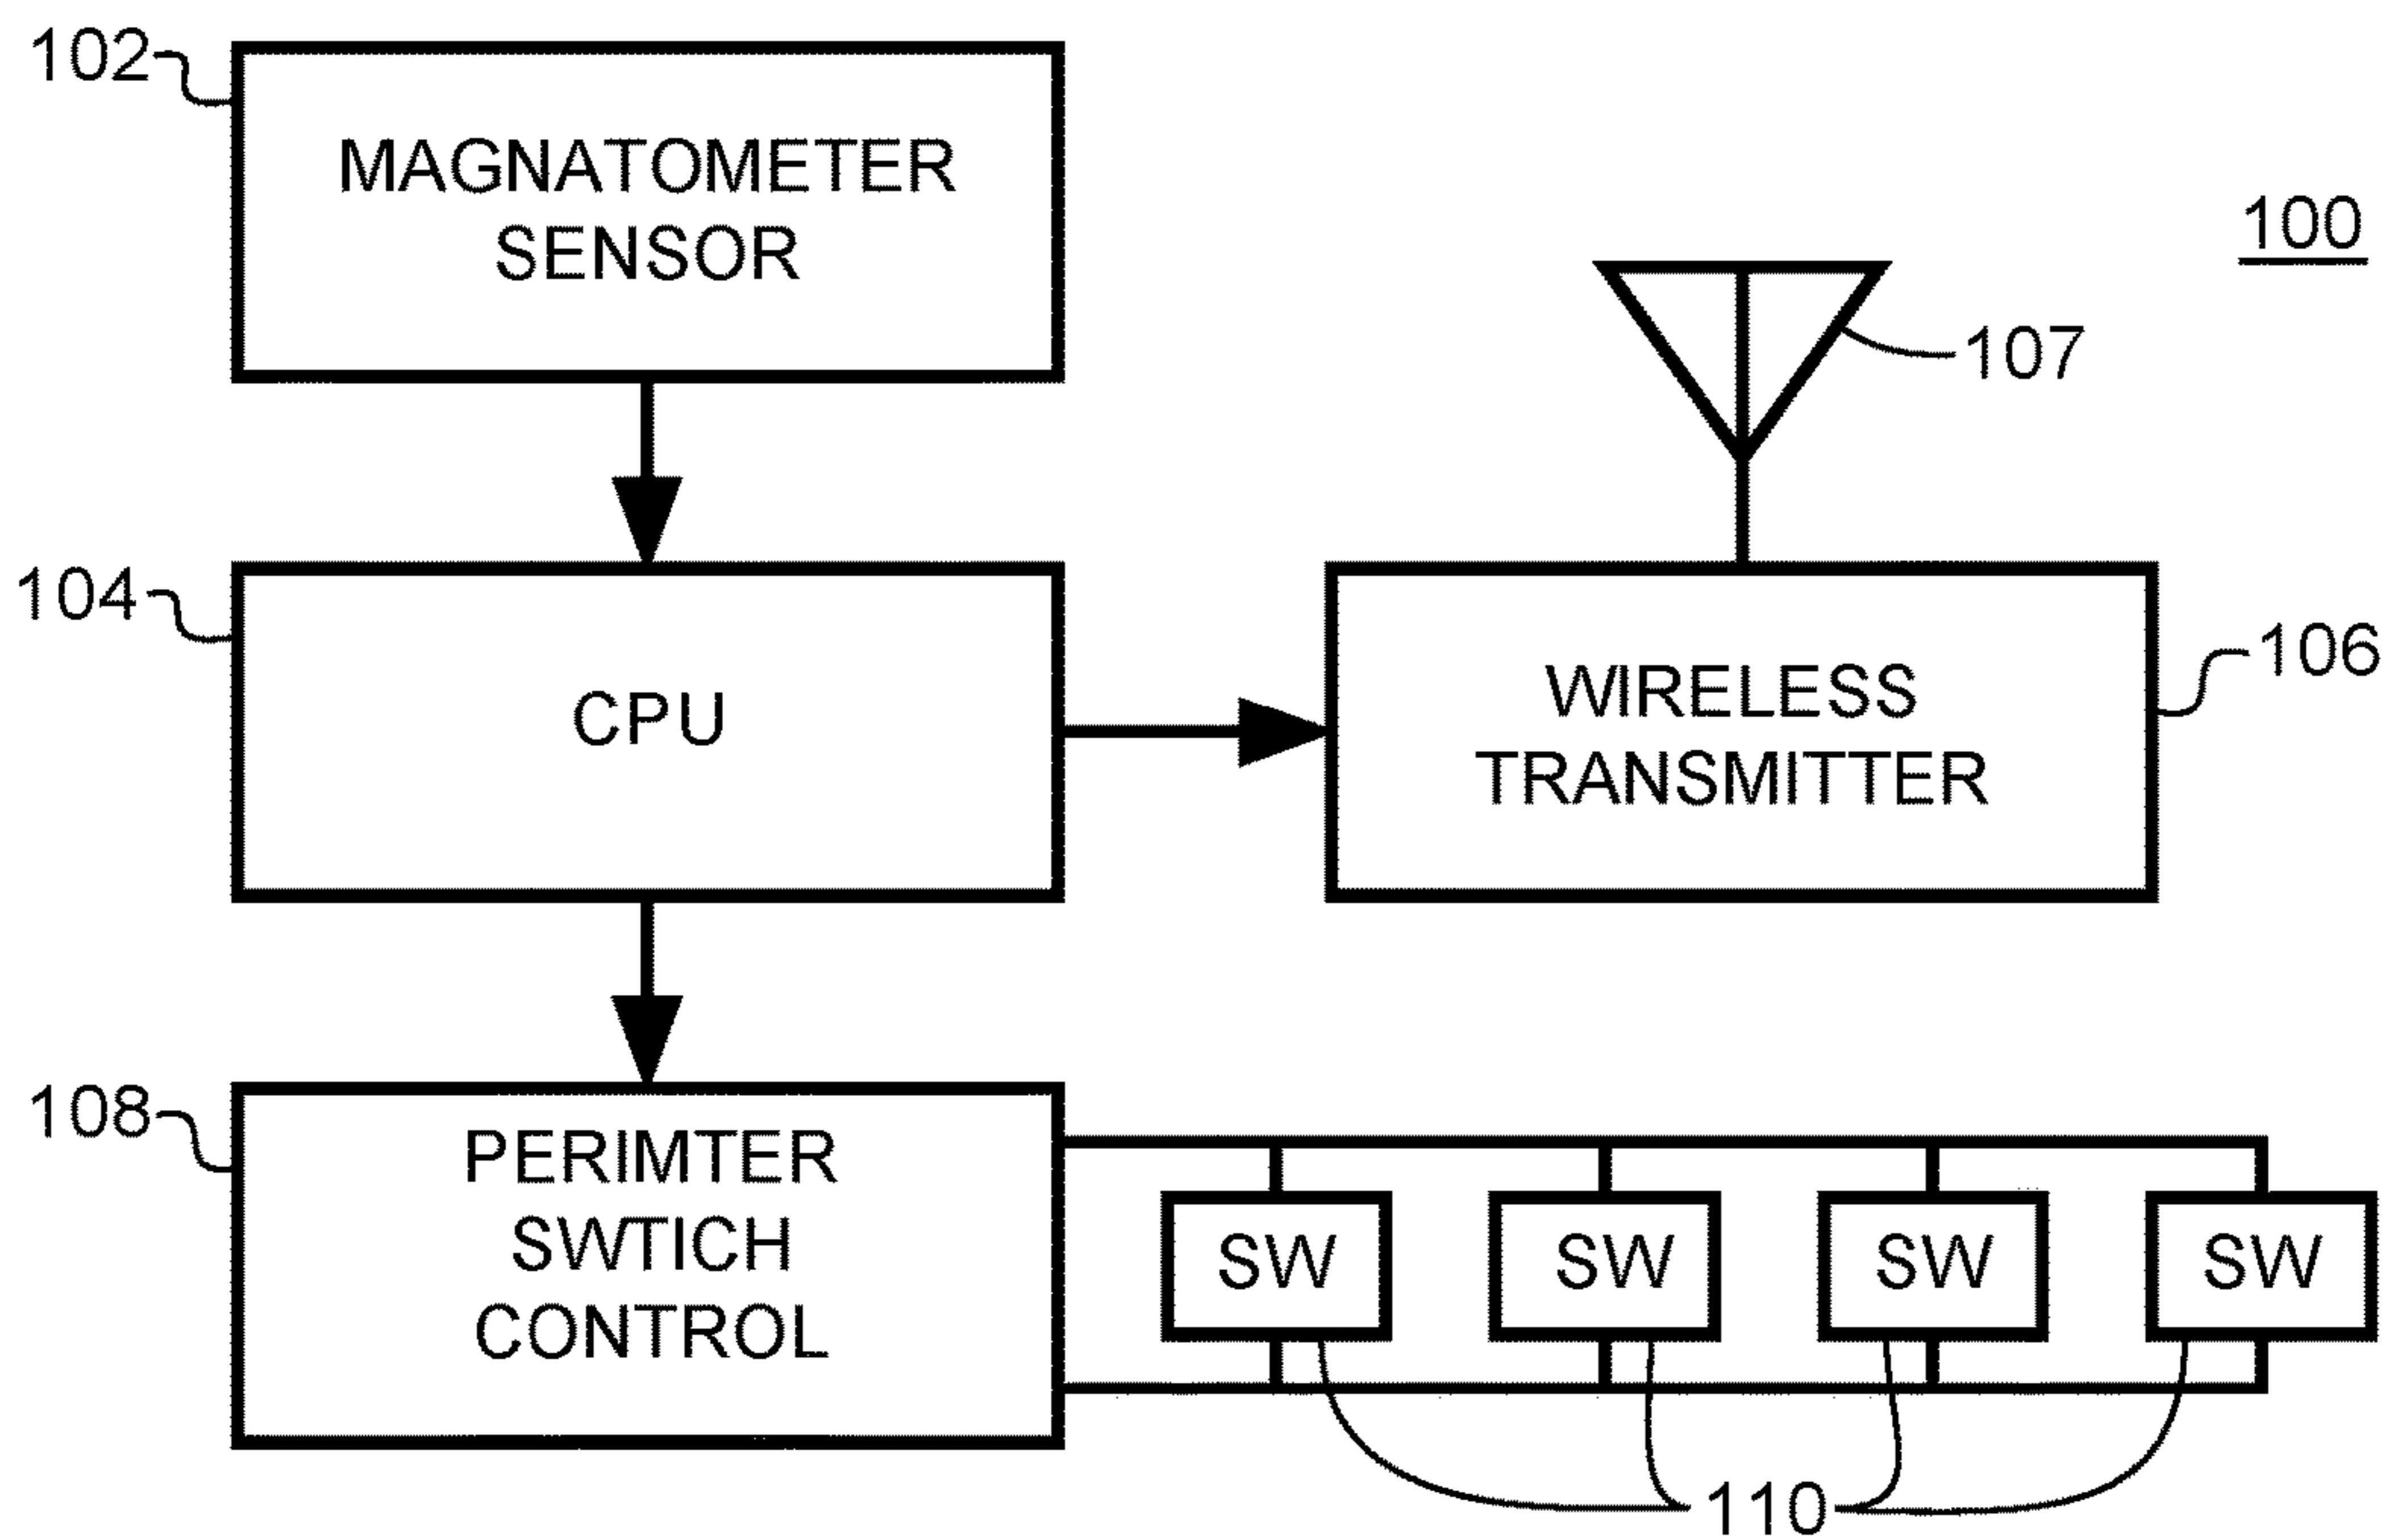 102
MAGNATOMETER
SENSOR
100
107
104
CPU
106
WIRELESS
TRANSMITTER
108
PERIMTER
SWTICH
CONTROL
SW SW SW SW
110